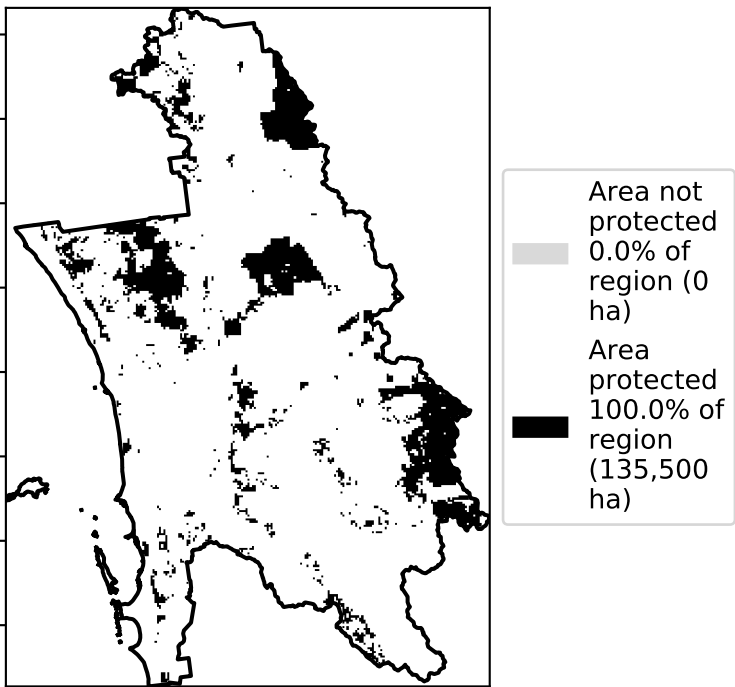 Area not
protected
0.0% of
region (0
ha)
Area
protected
100.0% of
region
(135,500
ha)